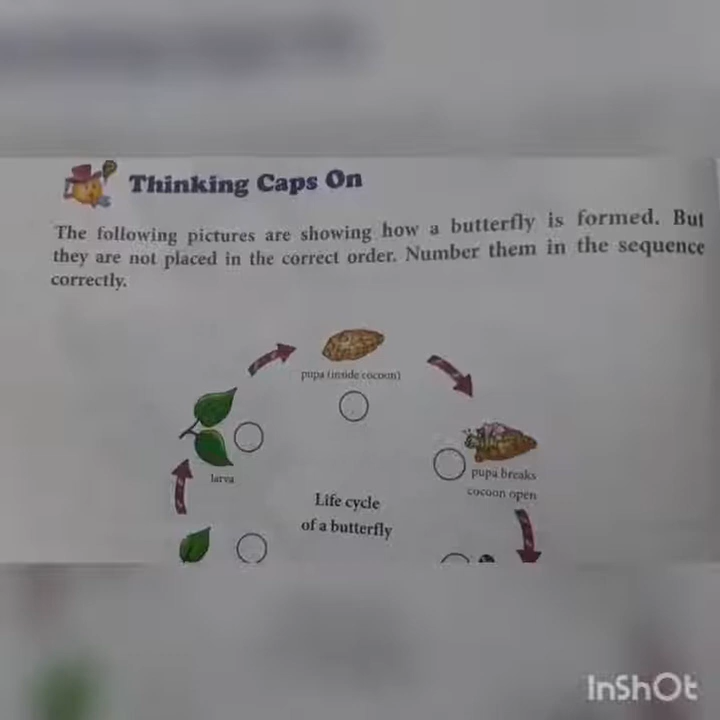 Thinking Caps On
The following pictures are showing how a butterfly is formed. But
they are not placed in the correct order. Number them in the sequence
correctly.
pupa (inside cocoon)
larva
pupa breaks
cocoon open
Life cycle
of a butterfly
InShOt